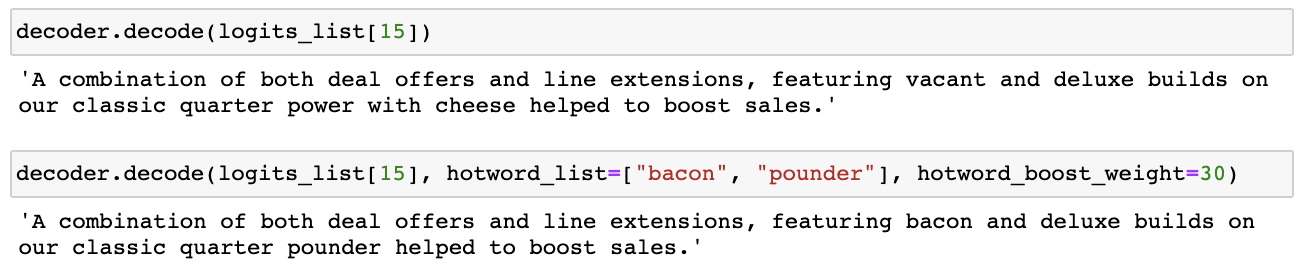 decoder.decode(logits_list[15])
'A combination of both deal offers and line extensions, featuring vacant and deluxe builds on
our classic quarter power with cheese helped to boost sales.'
decoder.decode(logits_list[15], hotword_list=["bacon", "pounder"], hotword_boost_weight=30)
'A combination of both deal offers and line extensions, featuring bacon and deluxe builds on
our classic quarter pounder helped to boost sales.'